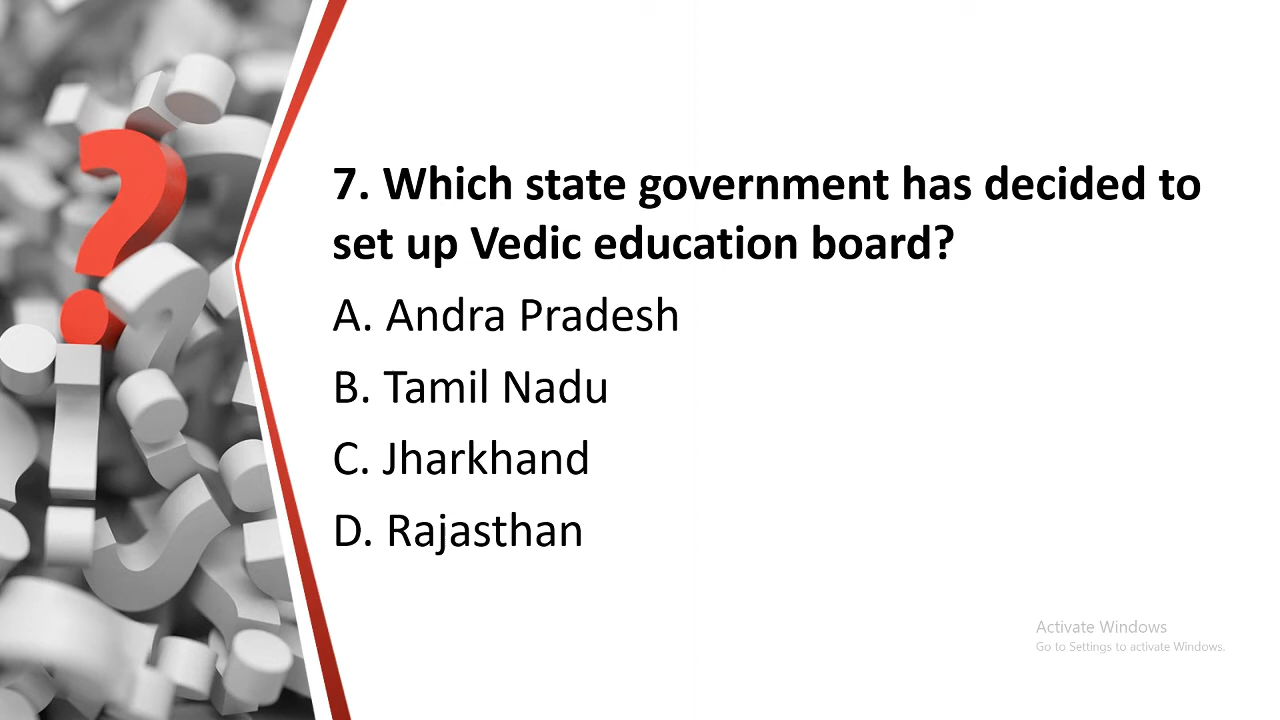 7. Which state government has decided to
set up Vedic education board?
A. Andra Pradesh
B. Tamil Nadu
C. Jharkhand
D. Rajasthan
Activate Windows
Go to Settings to activate Windows.